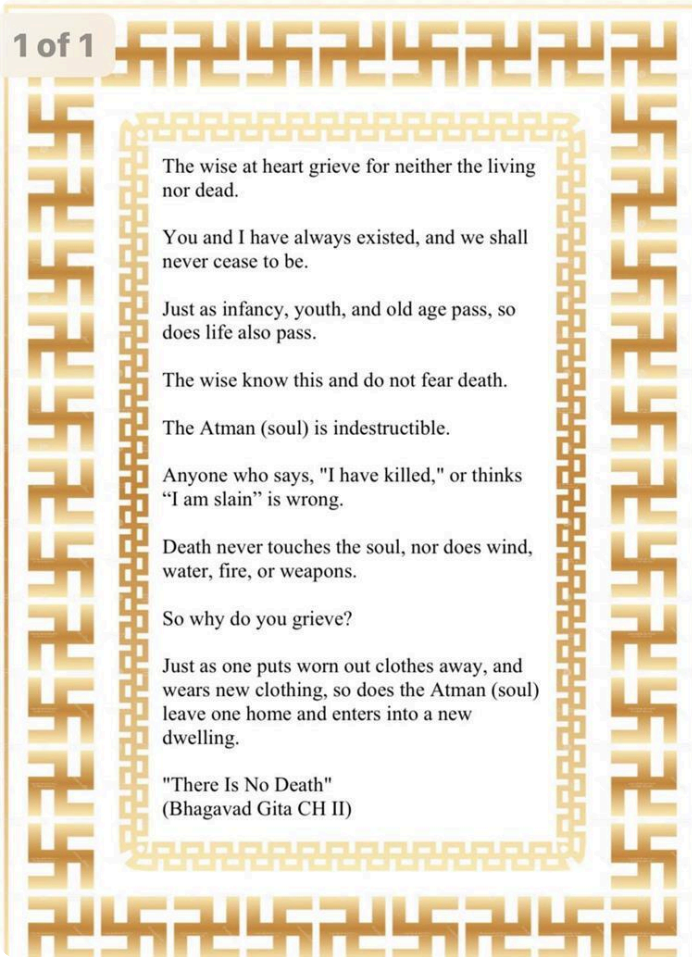 1 of 1
The wise at heart grieve for neither the living
nor dead.
You and I have always existed, and we shall
never cease to be.
Just as infancy, youth, and old age pass, so
does life also pass.
The wise know this and do not fear death.
The Atman (soul) is indestructible.
Anyone who says, "I have killed," or thinks
“I am slain” is wrong.
Death never touches the soul, nor does wind,
water, fire, or weapons.
So why do you grieve?
Just as one puts worn out clothes away, and
wears new clothing, so does the Atman (soul)
leave one home and enters into a new
dwelling.
"There Is No Death"
(Bhagavad Gita CH II)